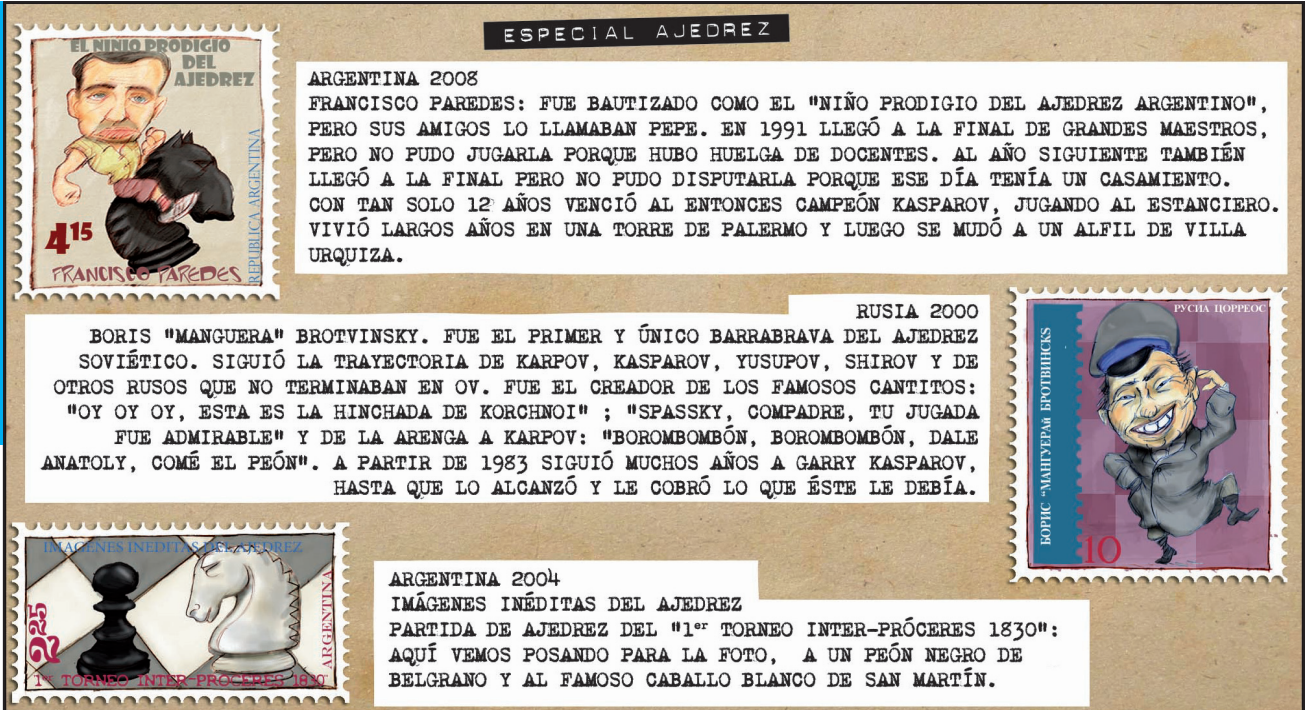 ESPECIAL AJEDREZ
EL NINIO PRODIGIO
DEL
AJEDREZ
REPUBLICA ARGENTINA
4 15
FRANCISCO PAREDES
ARGENTINA 2008
FRANCISCO PAREDES: FUE BAUTIZADO COMO EL "NIÑO PRODIGIO DEL AJEDREZ ARGENTINO",
PERO SUS AMIGOS LO LLAMABAN PEPE. EN 1991 LLEGÓ A LA FINAL DE GRANDES MAESTROS,
PERO NO PUDO JUGARLA PORQUE HUBO HUELGA DE DOCENTES. AL AÑO SIGUIENTE TAMBIÉN
LLEGÓ A LA FINAL PERO NO PUDO DISPUTARLA PORQUE ESE DÍA TENÍA UN CASAMIENTO.
CON TAN SOLO 12 AÑOS VENCIÓ AL ENTONCES CAMPEÓN KASPAROV, JUGANDO AL ESTANCIERO.
VIVIÓ LARGOS AÑOS EN UNA TORRE DE PALERMO Y LUEGO SE MUDÓ A UN ALFIL DE VILLA
URQUIZA.
RUSIA 2000
BORIS "MANGUERA" BROTVINSKY. FUE EL PRIMER Y ÚNICO BARRABRAVA DEL AJEDREZ
SOVIÉTICO. SIGUIÓ LA TRAYECTORIA DE KARPOV, KASPAROV, YUSUPOV, SHIROV Y DE
OTROS RUSOS QUE NO TERMINABAN EN OV. FUE EL CREADOR DE LOS FAMOSOS CANTITOS:
"OY OY OY, ESTA ES LA HINCHADA DE KORCHNOI" ; "SPASSKY, COMPADRE, TU JUGADA
FUE ADMIRABLE" Y DE LA ARENGA A KARPOV: "BOROMBOMBÓN, BOROMBOMBÓN, DALE
ANATOLY, COMÉ EL PEÓN". A PARTIR DE 1983 SIGUIÓ MUCHOS AÑOS A GARRY KASPAROV,
HASTA QUE LO ALCANZÓ Y LE COBRÓ LO QUE ÉSTE LE DEBÍA.
РУСИА ЦОРРЕОС
БОРИС “МАНГУЕРАй БРОТВИНСКS
10
IMAGENES INEDITAS DEL AJEDREZ
2 25
ARGENTINA
1er TORNEO INTER-PROCERES 1830
ARGENTINA 2004
IMÁGENES INÉDITAS DEL AJEDREZ
PARTIDA DE AJEDREZ DEL "1er TORNEO INTER-PRÓCERES 1830":
AQUÍ VEMOS POSANDO PARA LA FOTO, A UN PEÓN NEGRO DE
BELGRANO Y AL FAMOSO CABALLO BLANCO DE SAN MARTÍN.